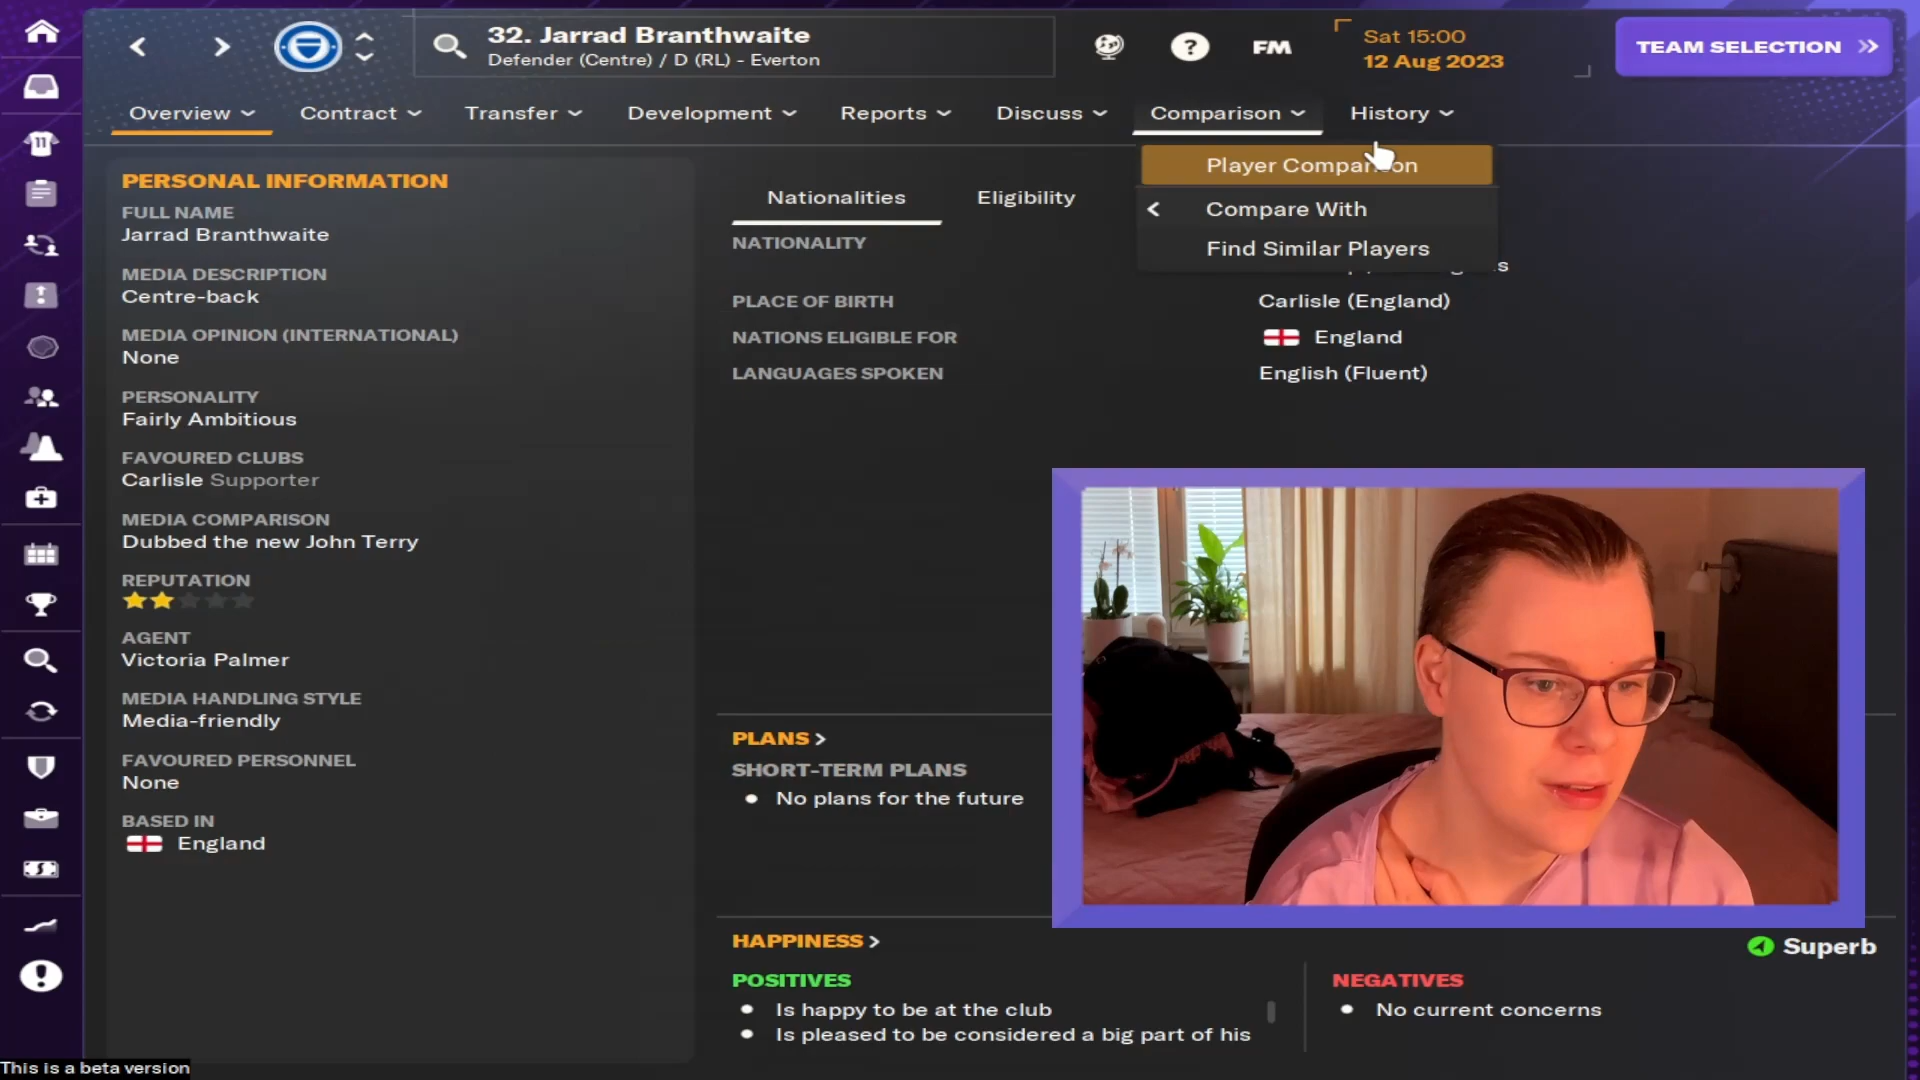 32. Jarrad Branthwaite
Defender (Centre) / D (RL) - Everton
?
FM
Sat 15:00
12 Aug 2023
TEAM SELECTION
Overview
Contract
Transfer
Development
Reports
Discuss
Comparison
History
Player Comparison
Compare With
Find Similar Players
11
PERSONAL INFORMATION
FULL NAME
Jarrad Branthwaite
MEDIA DESCRIPTION
Centre-back
MEDIA OPINION (INTERNATIONAL)
None
PERSONALITY
Fairly Ambitious
FAVOURED CLUBS
Carlisle Supporter
MEDIA COMPARISON
Dubbed the new John Terry
REPUTATION
AGENT
Victoria Palmer
MEDIA HANDLING STYLE
Media-friendly
FAVOURED PERSONNEL
None
BASED IN
England
Nationalities
Eligibility
NATIONALITY
PLACE OF BIRTH
Carlisle (England)
NATIONS ELIGIBLE FOR
England
LANGUAGES SPOKEN
English (Fluent)
PLANS >
SHORT-TERM PLANS
No plans for the future
HAPPINESS >
Superb
POSITIVES
Is happy to be at the club
Is pleased to be considered a big part of his
NEGATIVES
No current concerns
This is a beta version